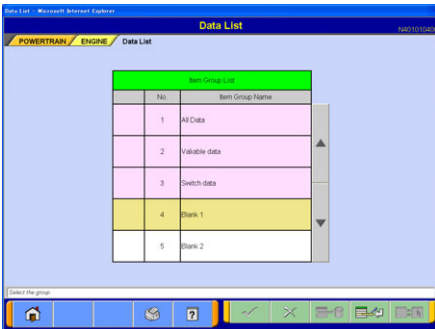 Data List - Microsoft Internet Explorer
Data List
N401010400
POWERTRAIN ENGINE Data List
Item Group List
No. Item Group Name
1 All Data
2 Valiable data
3 Switch data
4 Blank 1
5 Blank 2
Select the group.
?